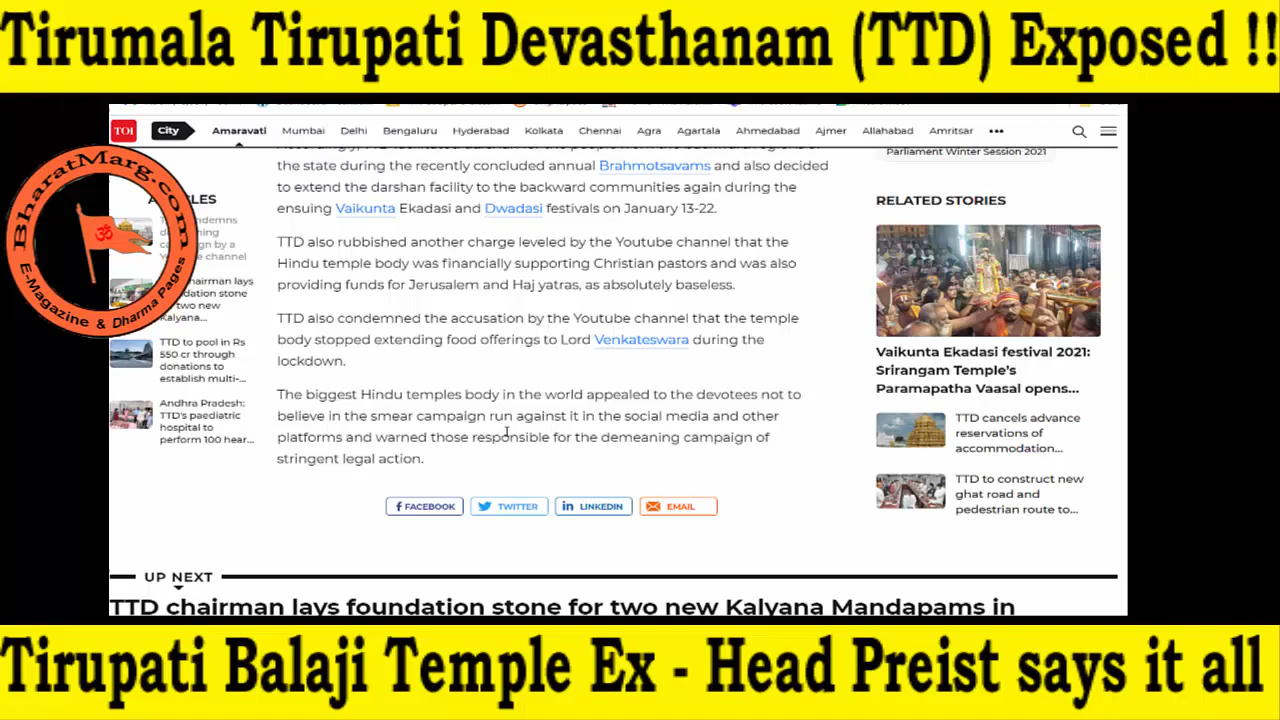 Tirumala Tirupati Devasthanam (TTD) Exposed !!
TOI
City
Amaravati Mumbai Delhi Bengaluru Hyderabad Kolkata Chennai Agra Agartala Ahmedabad Ajmer Allahabad Amritsar •••
the state during the recently concluded annual Brahmotsavams and also decided
to extend the darshan facility to the backward communities again during the
ensuing Vaikunta Ekadasi and Dwadasi festivals on January 13-22.
TTD also rubbished another charge leveled by the Youtube channel that the
Hindu temple body was financially supporting Christian pastors and was also
providing funds for Jerusalem and Haj yatras, as absolutely baseless.
TTD also condemned the accusation by the Youtube channel that the temple
body stopped extending food offerings to Lord Venkateswara during the
lockdown.
The biggest Hindu temples body in the world appealed to the devotees not to
believe in the smear campaign run against it in the social media and other
platforms and warned those responsible for the demeaning campaign of
stringent legal action.
FACEBOOK
TWITTER
LINKEDIN
EMAIL
BharatMarg.com
ॐ
E-Magazine & Dharma Pages
channel
TTD to pool in Rs
550 cr through
donations to
establish multi-...
Andhra Pradesh:
TTD's paediatric
hospital to
perform 100 hear...
Parliament Winter Session 2021
RELATED STORIES
Vaikunta Ekadasi festival 2021:
Srirangam Temple's
Paramapatha Vaasal opens...
TTD cancels advance
reservations of
accommodation...
TTD to construct new
ghat road and
pedestrian route to...
UP NEXT
TTD chairman lays foundation stone for two new Kalyana Mandapams in
Tirupati Balaji Temple Ex - Head Preist says it all